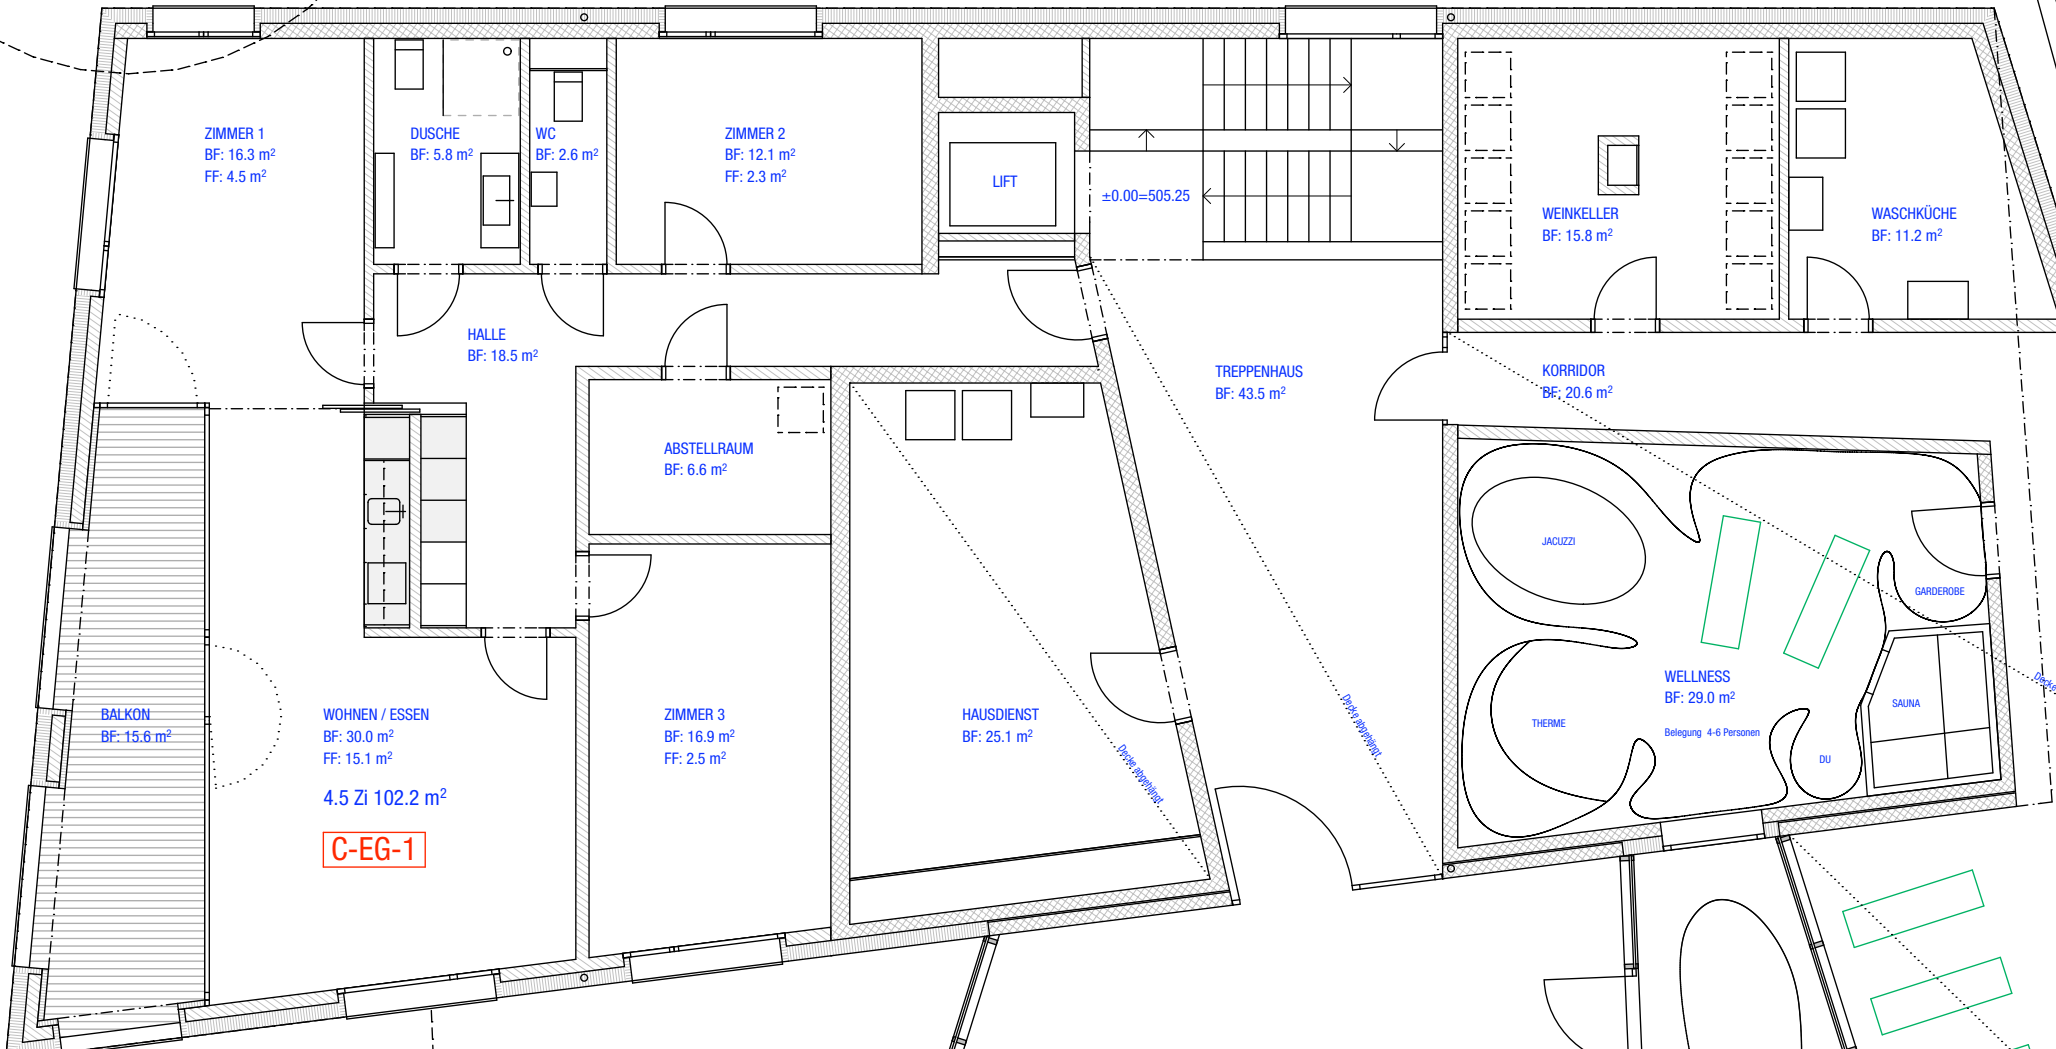 ZIMMER 1
BF: 16.3 m²
FF: 4.5 m²
DUSCHE
BF: 5.8 m²
WC
BF: 2.6 m²
ZIMMER 2
BF: 12.1 m²
FF: 2.3 m²
LIFT
±0.00=505.25
WEINKELLER
BF: 15.8 m²
WASCHKÜCHE
BF: 11.2 m²
HALLE
BF: 18.5 m²
TREPPENHAUS
BF: 43.5 m²
KORRIDOR
BF: 20.6 m²
ABSTELLRAUM
BF: 6.6 m²
JACUZZI
GARDEROBE
WELLNESS
BF: 29.0 m²
Belegung 4-6 Personen
SAUNA
THERME
DU
Decke
BALKON
BF: 15.6 m²
WOHNEN / ESSEN
BF: 30.0 m²
FF: 15.1 m²
4.5 Zi 102.2 m²
C-EG-1
ZIMMER 3
BF: 16.9 m²
FF: 2.5 m²
HAUSDIENST
BF: 25.1 m²
Decke abgehängt
Decke abgehängt